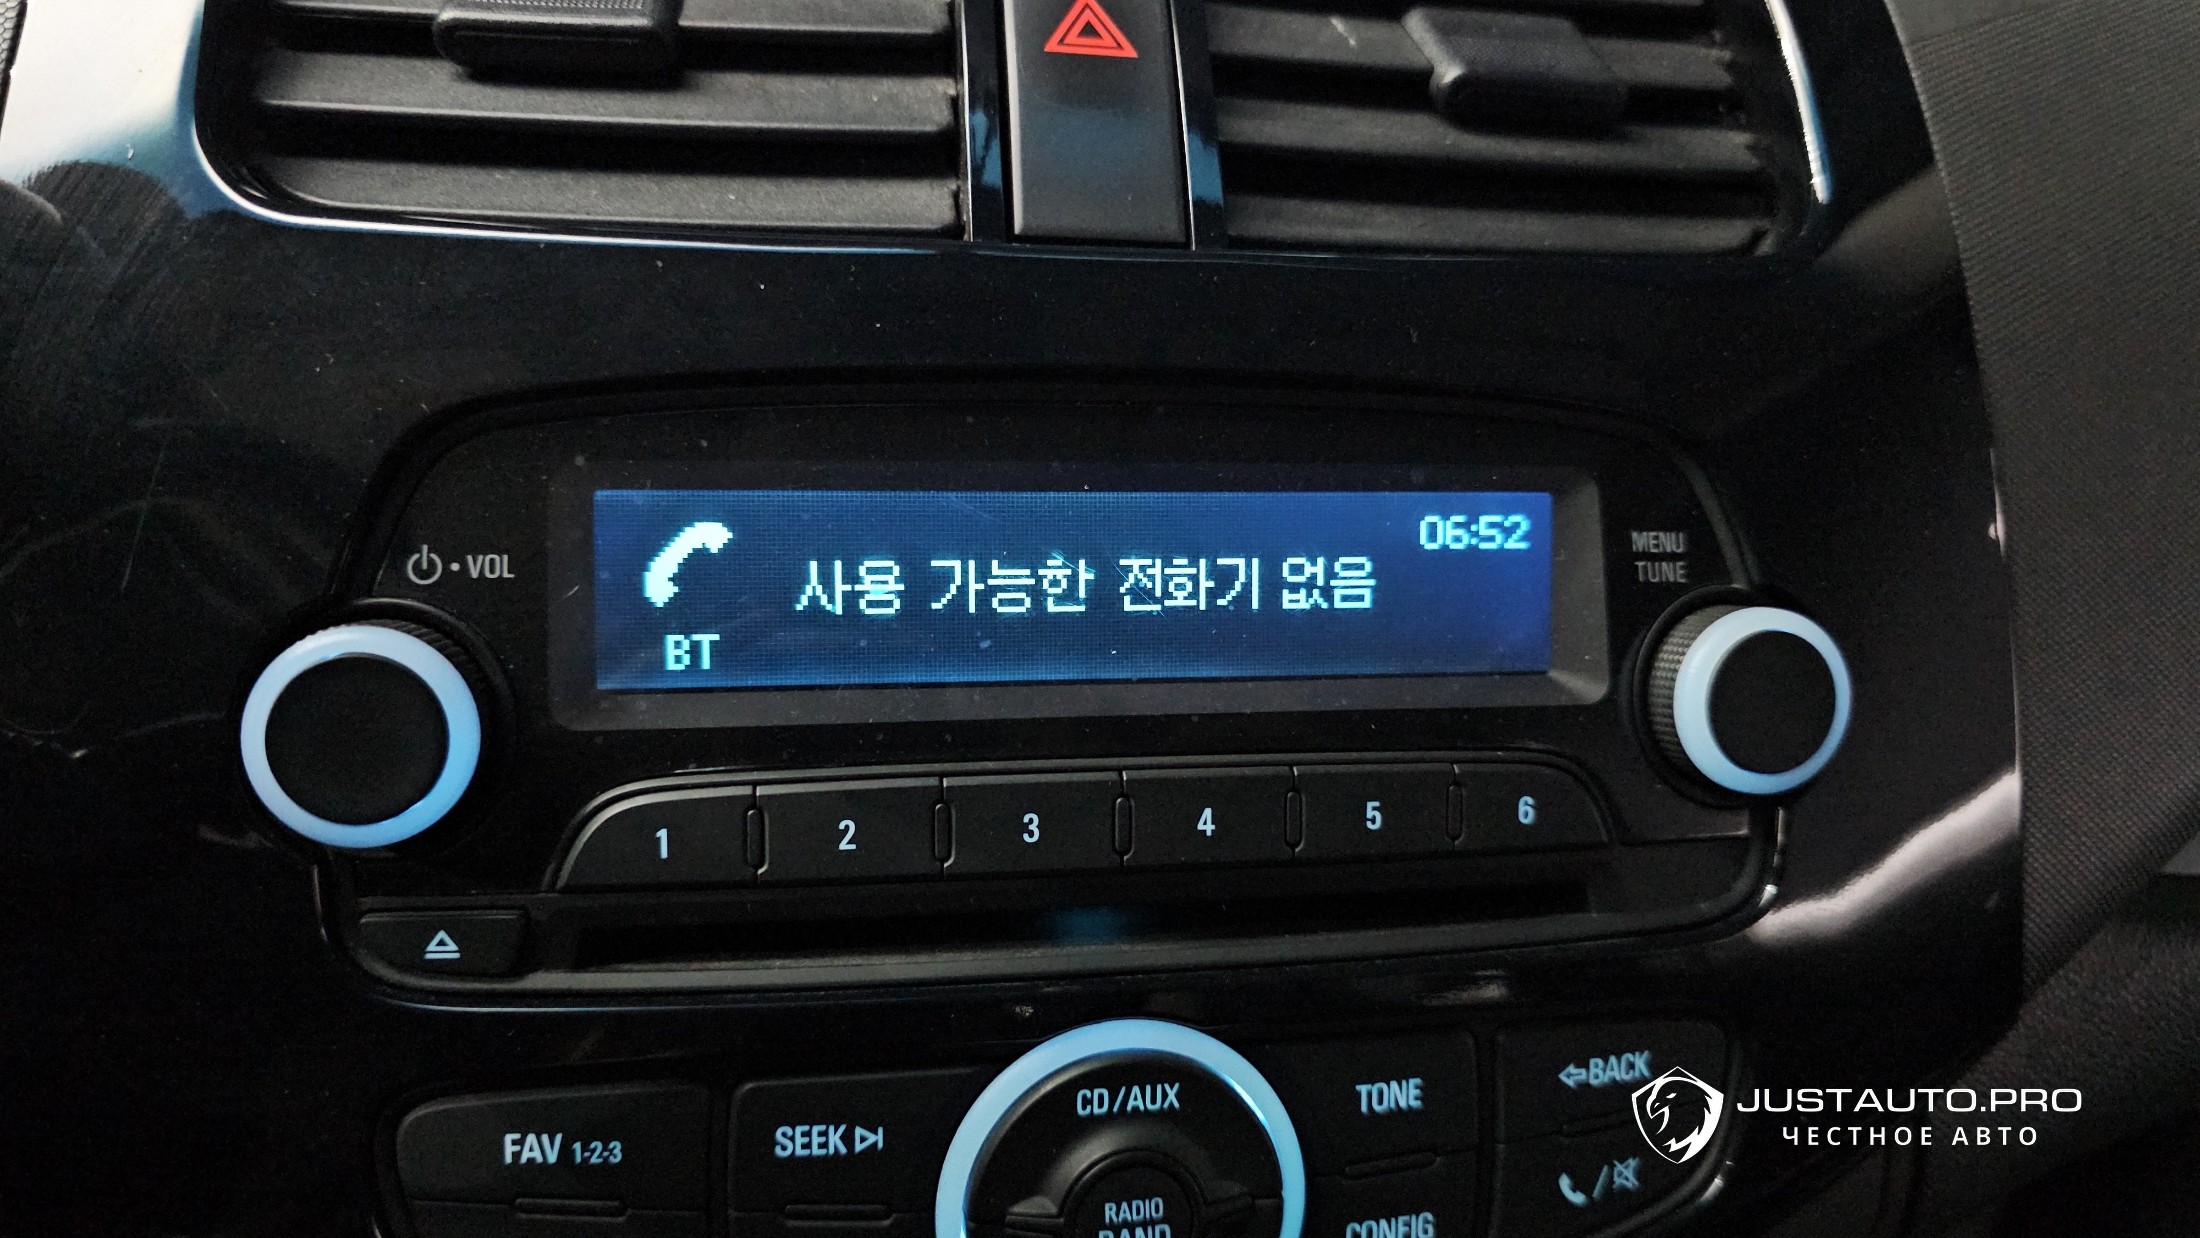 06:52
사용 가능한 전화기 없음
BT
VOL
MENU
TUNE
1 2 3 4 5 6
CD/AUX
TONE
BACK
FAV 1-2-3
SEEK
RADIO
BAND
CONFIG
JUSTAUTO.PRO
ЧЕСТНОЕ АВТО